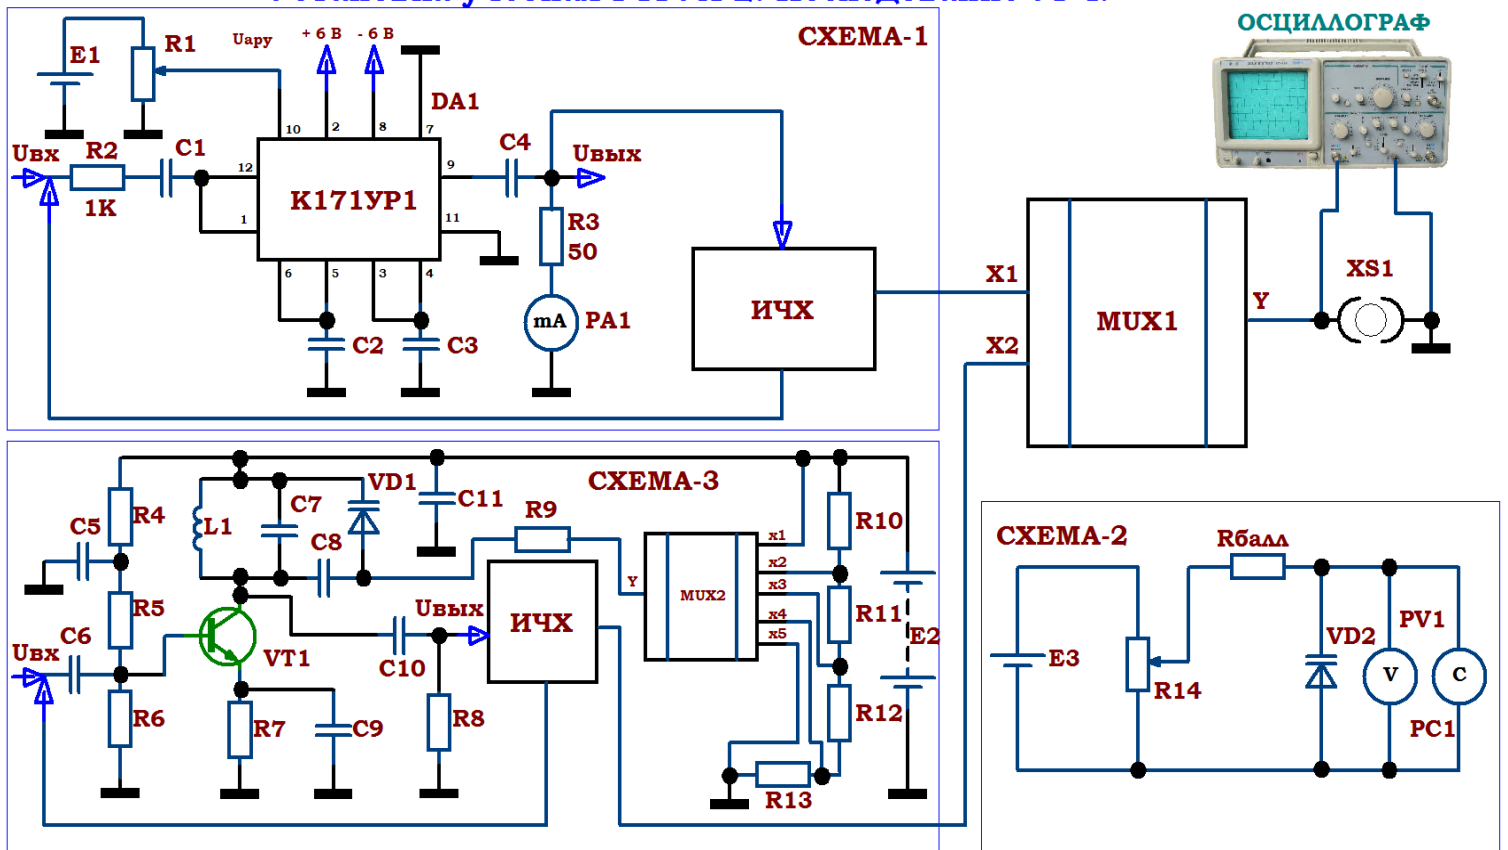 ОСЦИЛЛОГРАФ
СХЕМА-1
E1
R1
Uару
+ 6 В
- 6 В
DA1
10
2
8
7
Uвх
R2
1К
C1
12
1
К171УР1
9
11
C4
Uвых
R3
50
6
5
3
4
C2
C3
mA
PA1
ИЧХ
X1
X2
MUX1
Y
XS1
СХЕМА-3
R4
C5
R5
L1
C7
VD1
C8
C11
R9
Uвх
C6
R6
VT1
R7
C9
C10
Uвых
R8
ИЧХ
Y
MUX2
x1
x2
x3
x4
x5
R10
R11
R12
R13
E2
СХЕМА-2
Rбалл
E3
R14
VD2
PV1
V
C
PC1